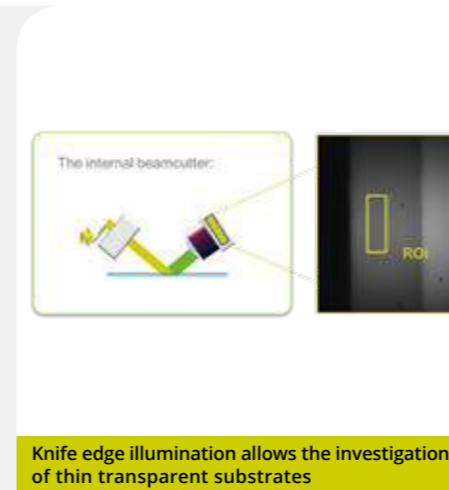 The internal beamcutter:
ROI
Knife edge illumination allows the investigation
of thin transparent substrates